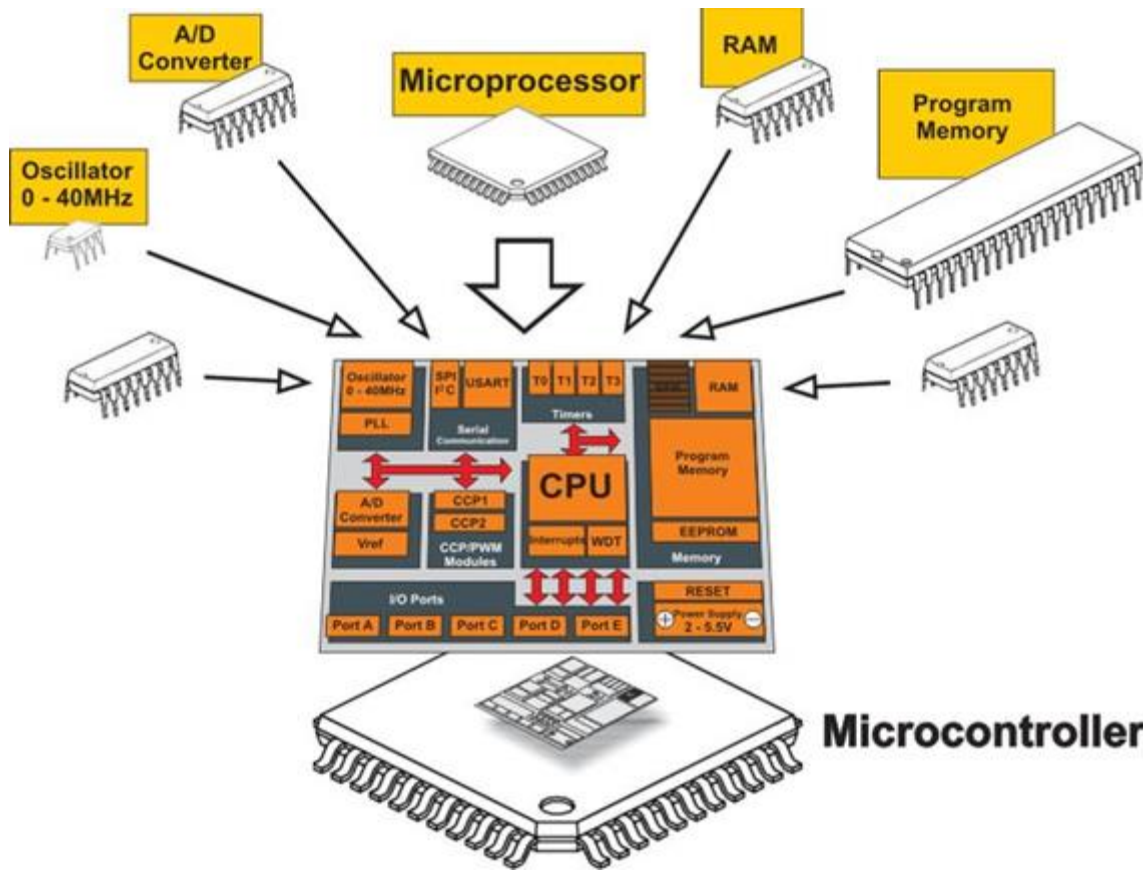 A/D
Converter
Microprocessor
RAM
Program
Memory
Oscillator
0 - 40MHz
Oscillator
0 - 40MHz
PLL
SPI
I²C
USART
Serial
Communication
T0 T1 T2 T3
Timers
RAM
Program
Memory
EEPROM
Memory
A/D
Converter
Vref
CCP1
CCP2
CCP/PWM
Modules
CPU
Interrupts
WDT
I/O Ports
Port A Port B Port C Port D Port E
RESET
Power Supply
+ 2 - 5.5V −
Microcontroller